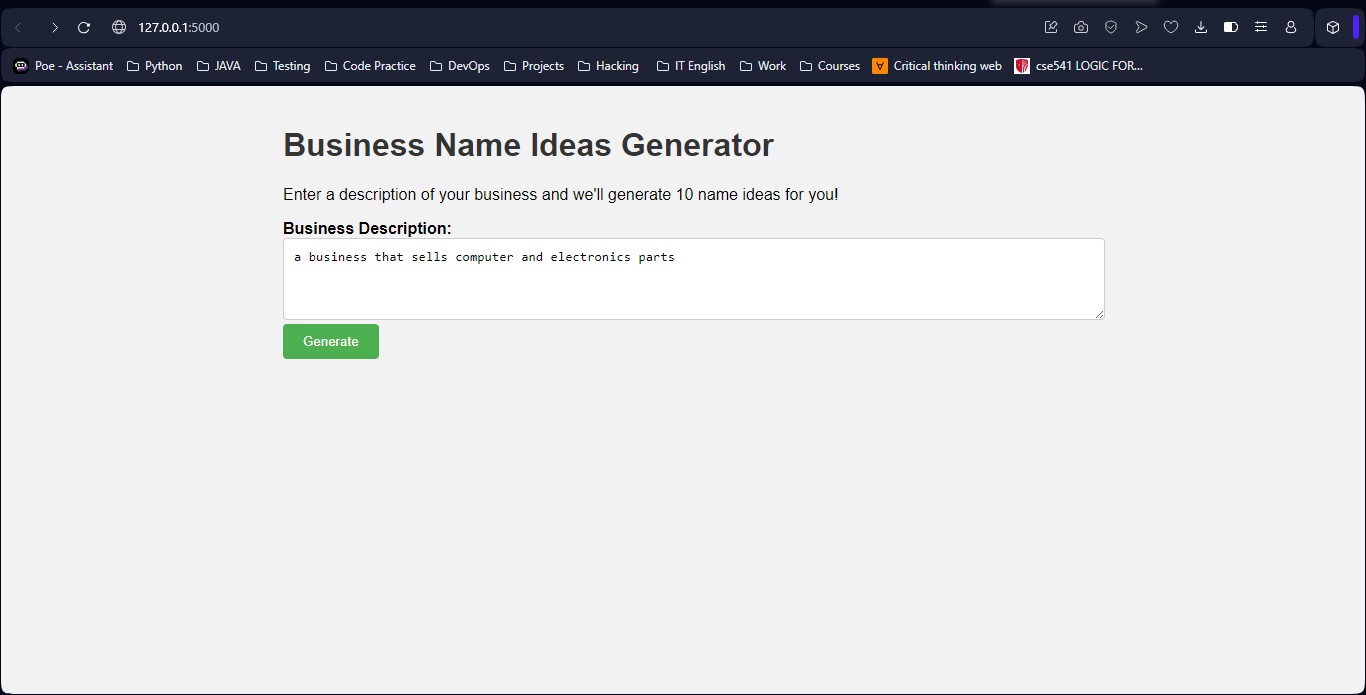 127.0.0.1:5000
Poe - Assistant Python JAVA Testing Code Practice DevOps Projects Hacking IT English Work Courses Critical thinking web cse541 LOGIC FOR...
Business Name Ideas Generator
Enter a description of your business and we'll generate 10 name ideas for you!
Business Description:
a business that sells computer and electronics parts
Generate